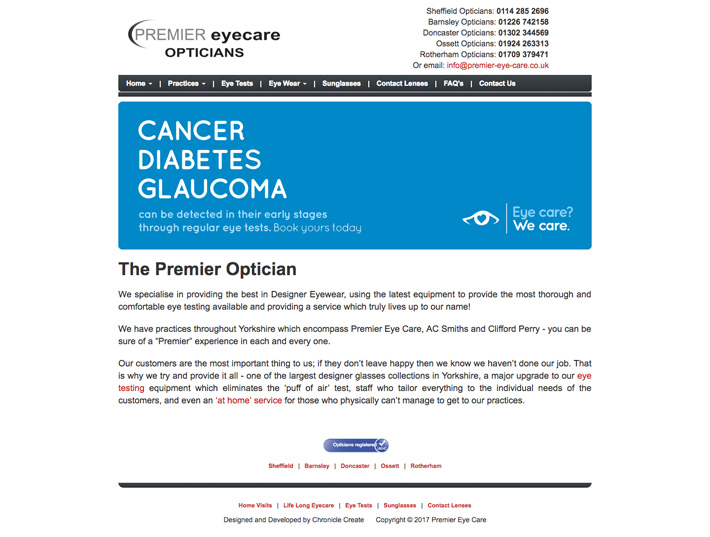 PREMIER eyecare
OPTICIANS
Sheffield Opticians: 0114 285 2696
Barnsley Opticians: 01226 742158
Doncaster Opticians: 01302 344569
Ossett Opticians: 01924 263313
Rotherham Opticians: 01709 379471
Or email: info@premier-eye-care.co.uk
Home | Practices | Eye Tests | Eye Wear | Sunglasses | Contact Lenses | FAQ's | Contact Us
CANCER
DIABETES
GLAUCOMA
can be detected in their early stages
through regular eye tests. Book yours today
Eye care?
We care.
The Premier Optician
We specialise in providing the best in Designer Eyewear, using the latest equipment to provide the most thorough and
comfortable eye testing available and providing a service which truly lives up to our name!
We have practices throughout Yorkshire which encompass Premier Eye Care, AC Smiths and Clifford Perry - you can be
sure of a “Premier” experience in each and every one.
Our customers are the most important thing to us; if they don’t leave happy then we know we haven’t done our job. That
is why we try and provide it all - one of the largest designer glasses collections in Yorkshire, a major upgrade to our eye
testing equipment which eliminates the ‘puff of air’ test, staff who tailor everything to the individual needs of the
customers, and even an ‘at home’ service for those who physically can’t manage to get to our practices.
Opticians registered
Sheffield | Barnsley | Doncaster | Ossett | Rotherham
Home Visits | Life Long Eyecare | Eye Tests | Sunglasses | Contact Lenses
Designed and Developed by Chronicle Create Copyright © 2017 Premier Eye Care